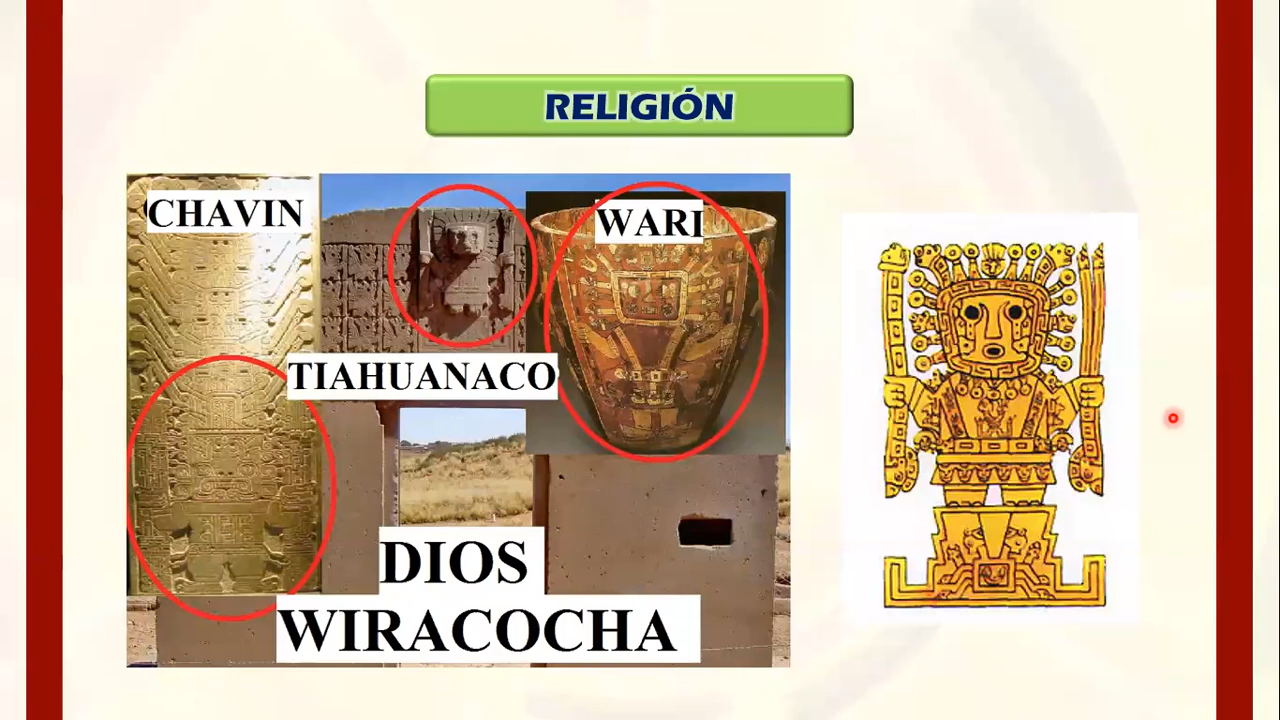 RELIGIÓN
CHAVIN
WARI
TIAHUANACO
DIOS
WIRACOCHA